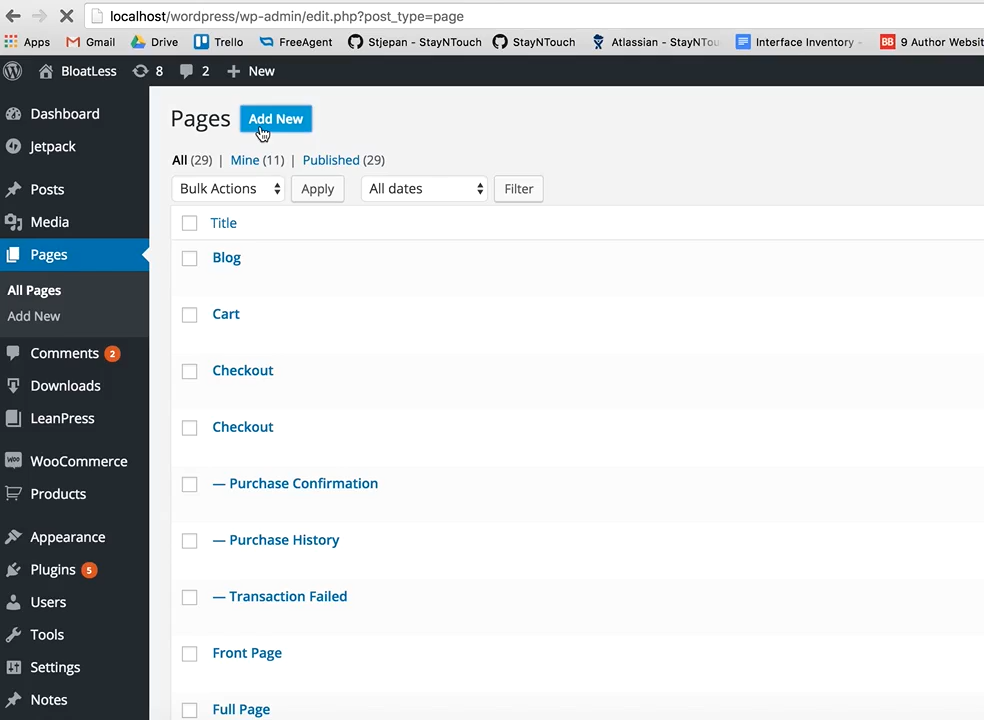 localhost/wordpress/wp-admin/edit.php?post_type=page
Apps Gmail Drive Trello FreeAgent Stjepan - StayNTouch StayNTouch Atlassian - StayNTou Interface Inventory - BB 9 Author Websit
BloatLess 8 2 New
Dashboard
Jetpack
Posts
Media
Pages
All Pages
Add New
Comments 2
Downloads
LeanPress
WooCommerce
Products
Appearance
Plugins 5
Users
Tools
Settings
Notes
Pages Add New
All (29) | Mine (11) | Published (29)
Bulk Actions Apply All dates Filter
Title
Blog
Cart
Checkout
Checkout
— Purchase Confirmation
— Purchase History
— Transaction Failed
Front Page
Full Page